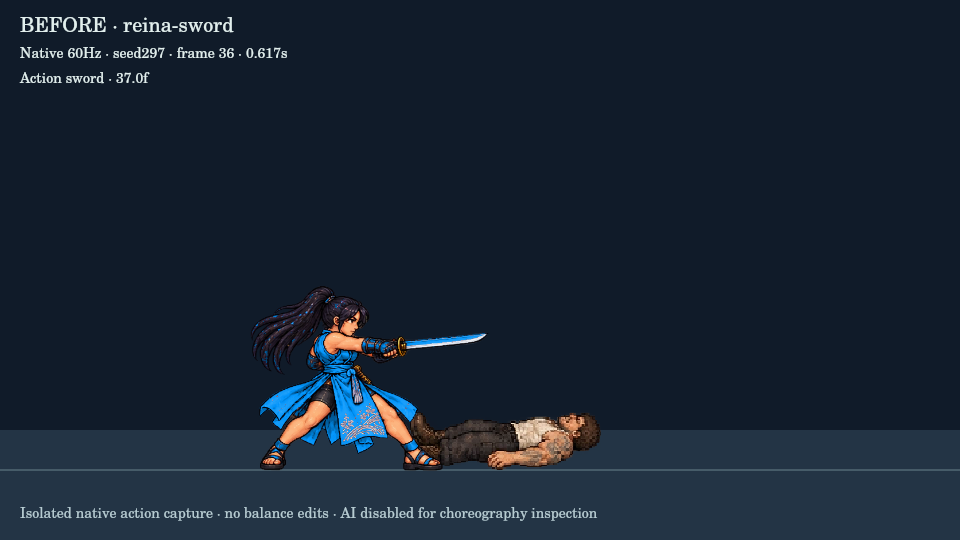 BEFORE · reina-sword
Native 60Hz · seed297 · frame 36 · 0.617s
Action sword · 37.0f
Isolated native action capture · no balance edits · AI disabled for choreography inspection